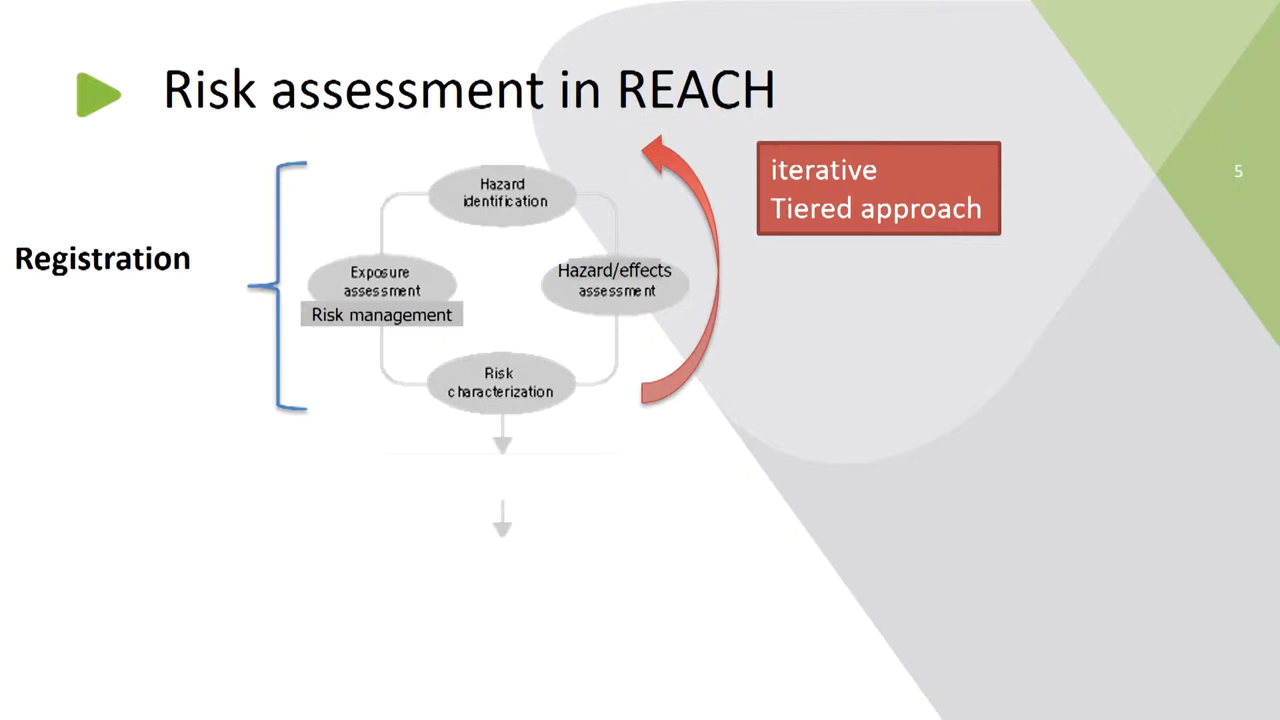 Risk assessment in REACH
iterative
Tiered approach
5
Registration
Hazard
identification
Exposure
assessment
Risk management
Hazard/effects
assessment
Risk
characterization